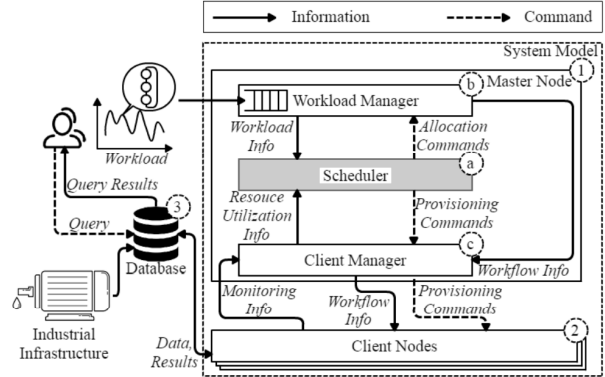 Information
Command
System Model
1
Master Node
b
Workload Manager
Workload
Info
Allocation
Commands
Workload
a
Scheduler
Query Results
Resouce
Utilization
Info
Provisioning
Commands
3
Query
Database
c
Client Manager
Workflow Info
Monitoring
Info
Workflow
Info
Provisioning
Commands
Industrial
Infrastructure
Data,
Results
2
Client Nodes